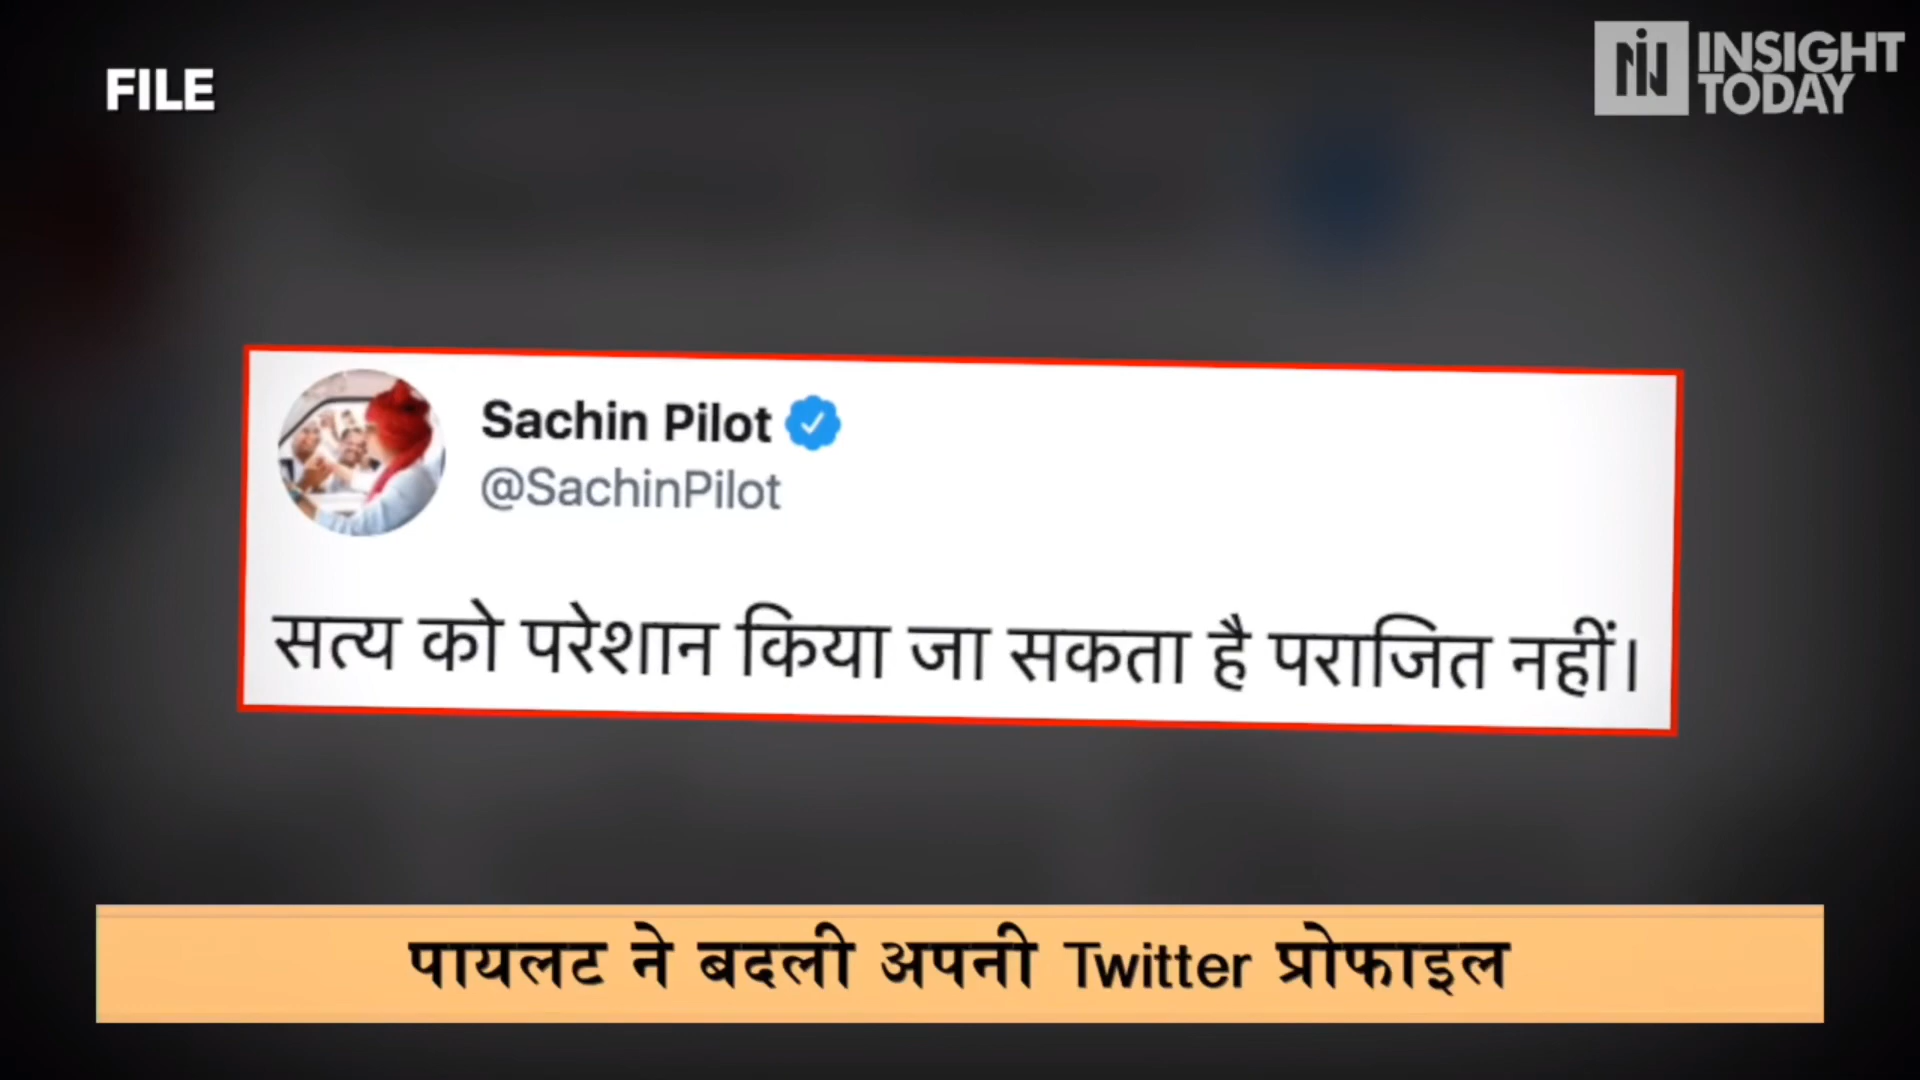 FILE
INSIGHT
TODAY
Sachin Pilot
@SachinPilot
सत्य को परेशान किया जा सकता है पराजित नहीं।
पायलट ने बदली अपनी Twitter प्रोफाइल